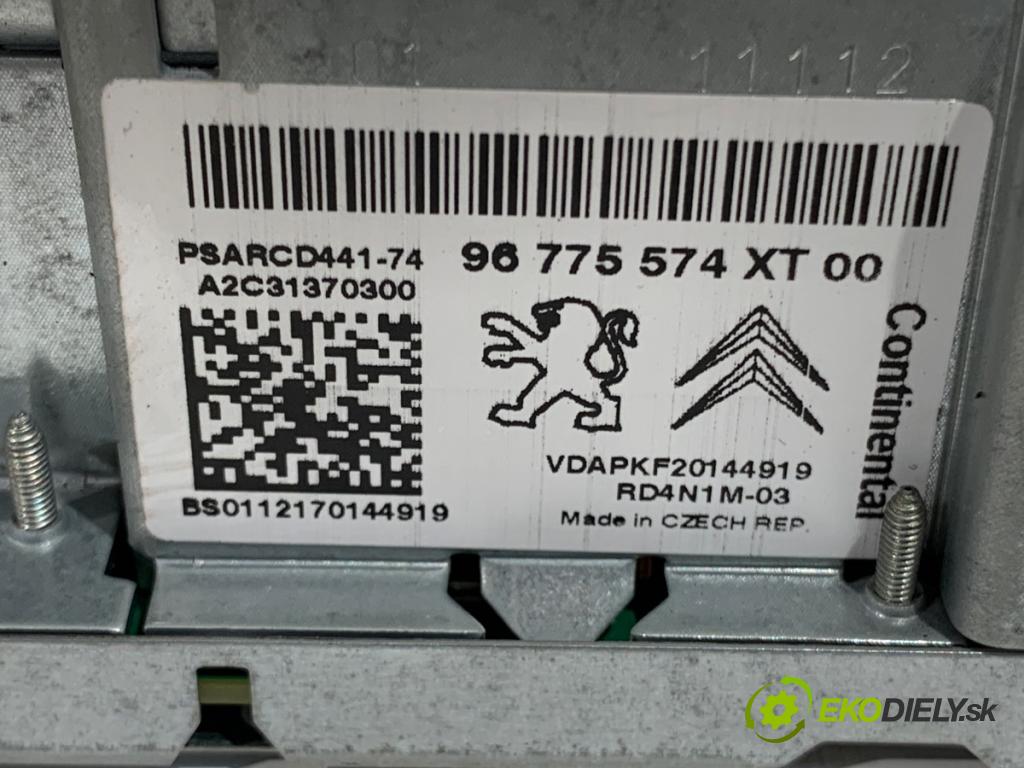 01 11112
PSARCD441-74 96 775 574 XT 00
A2C31370300
Continental
VDAPKF20144919
RD4N1M-03
BS0112170144919
Made in CZECH REP.
EKODIELY.sk